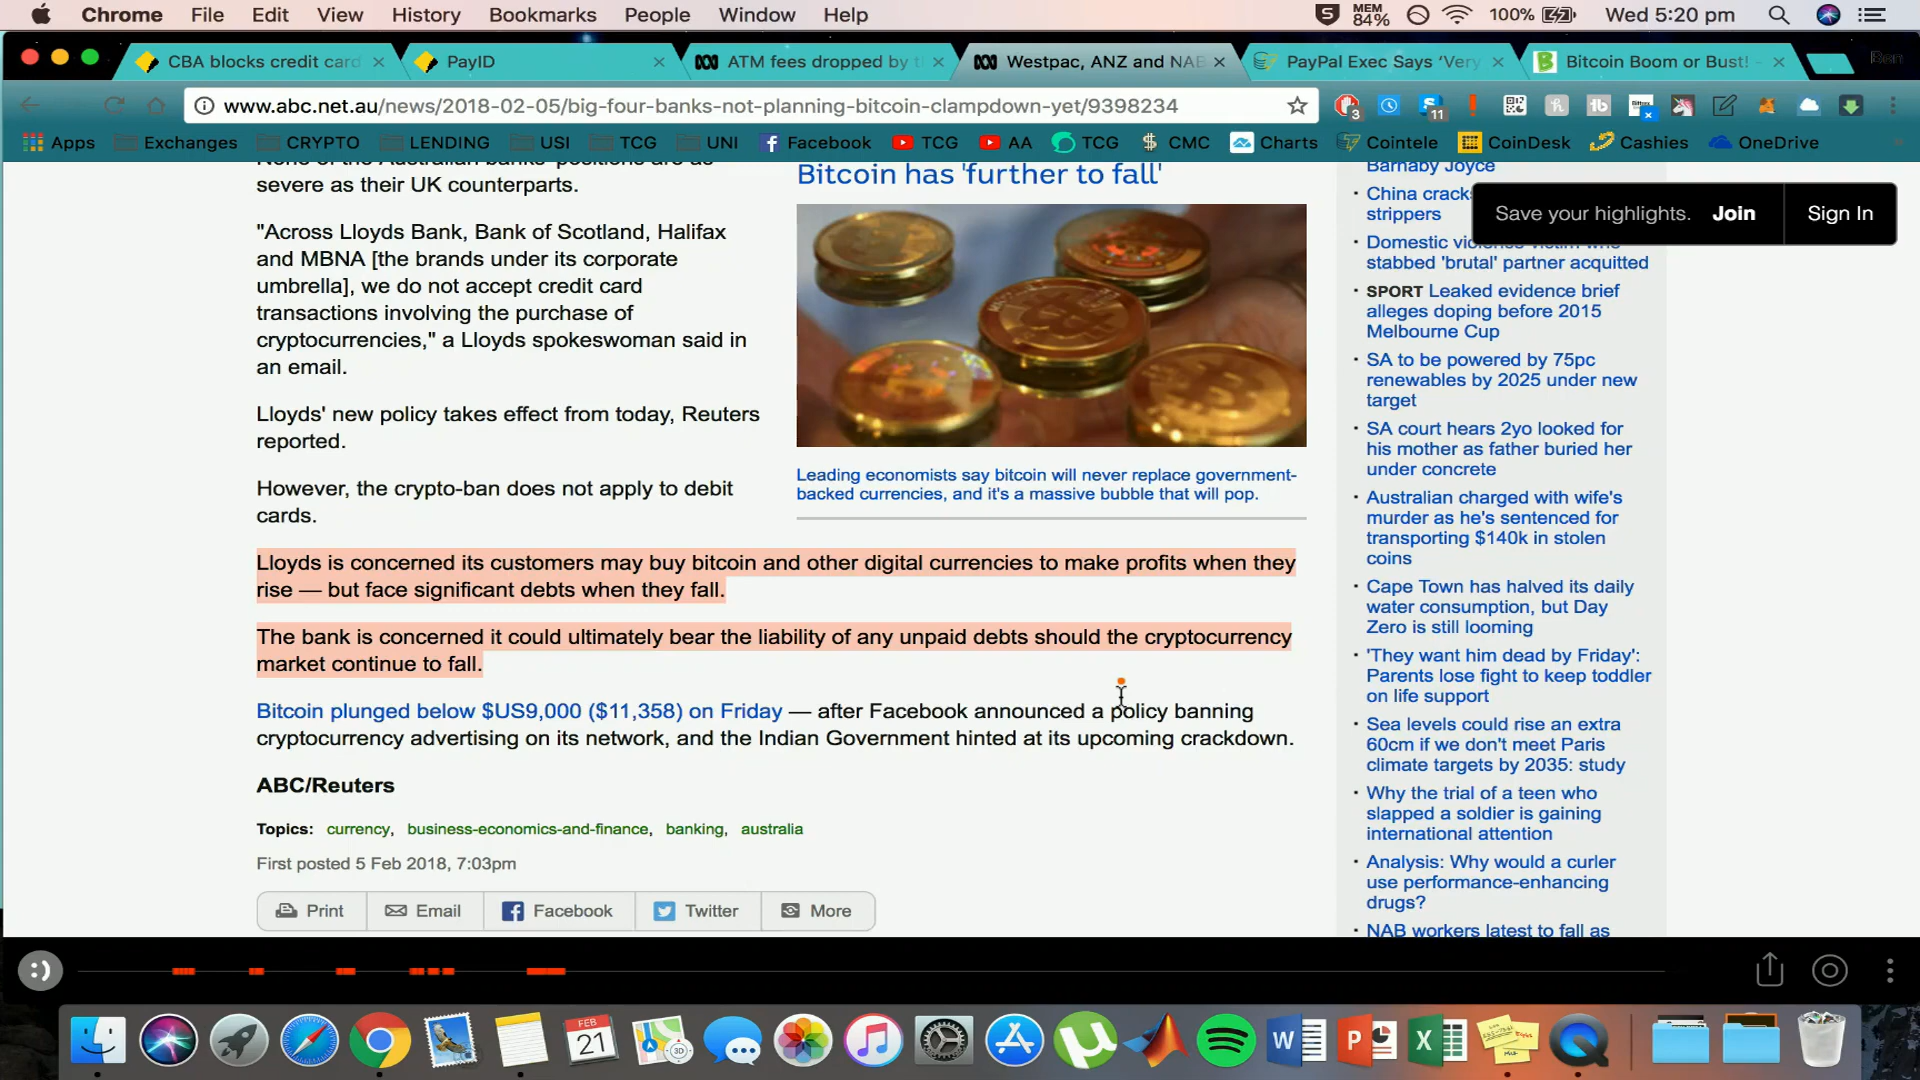 Chrome File Edit View History Bookmarks People Window Help
MEM 84% 100% Wed 5:20 pm
CBA blocks credit card
PayID
ATM fees dropped by t
Westpac, ANZ and NAB
PayPal Exec Says 'Very
Bitcoin Boom or Bust! -
Ben
www.abc.net.au/news/2018-02-05/big-four-banks-not-planning-bitcoin-clampdown-yet/9398234
3
11
Apps Exchanges CRYPTO LENDING USI TCG UNI Facebook TCG AA TCG CMC Charts Cointele CoinDesk Cashies OneDrive
None of the Australian banks' positions are as
severe as their UK counterparts.
"Across Lloyds Bank, Bank of Scotland, Halifax
and MBNA [the brands under its corporate
umbrella], we do not accept credit card
transactions involving the purchase of
cryptocurrencies," a Lloyds spokeswoman said in
an email.
Lloyds' new policy takes effect from today, Reuters
reported.
However, the crypto-ban does not apply to debit
cards.
Bitcoin has 'further to fall'
Leading economists say bitcoin will never replace government-
backed currencies, and it's a massive bubble that will pop.
Lloyds is concerned its customers may buy bitcoin and other digital currencies to make profits when they
rise — but face significant debts when they fall.
The bank is concerned it could ultimately bear the liability of any unpaid debts should the cryptocurrency
market continue to fall.
Bitcoin plunged below $US9,000 ($11,358) on Friday — after Facebook announced a policy banning
cryptocurrency advertising on its network, and the Indian Government hinted at its upcoming crackdown.
ABC/Reuters
Topics: currency, business-economics-and-finance, banking, australia
First posted 5 Feb 2018, 7:03pm
Print Email Facebook Twitter More
Save your highlights. Join Sign In
Barnaby Joyce
China cracks
strippers
Domestic violence victim who
stabbed 'brutal' partner acquitted
SPORT Leaked evidence brief
alleges doping before 2015
Melbourne Cup
SA to be powered by 75pc
renewables by 2025 under new
target
SA court hears 2yo looked for
his mother as father buried her
under concrete
Australian charged with wife's
murder as he's sentenced for
transporting $140k in stolen
coins
Cape Town has halved its daily
water consumption, but Day
Zero is still looming
'They want him dead by Friday':
Parents lose fight to keep toddler
on life support
Sea levels could rise an extra
60cm if we don't meet Paris
climate targets by 2035: study
Why the trial of a teen who
slapped a soldier is gaining
international attention
Analysis: Why would a curler
use performance-enhancing
drugs?
NAB workers latest to fall as
:)
FEB
21
3D
W
P
X